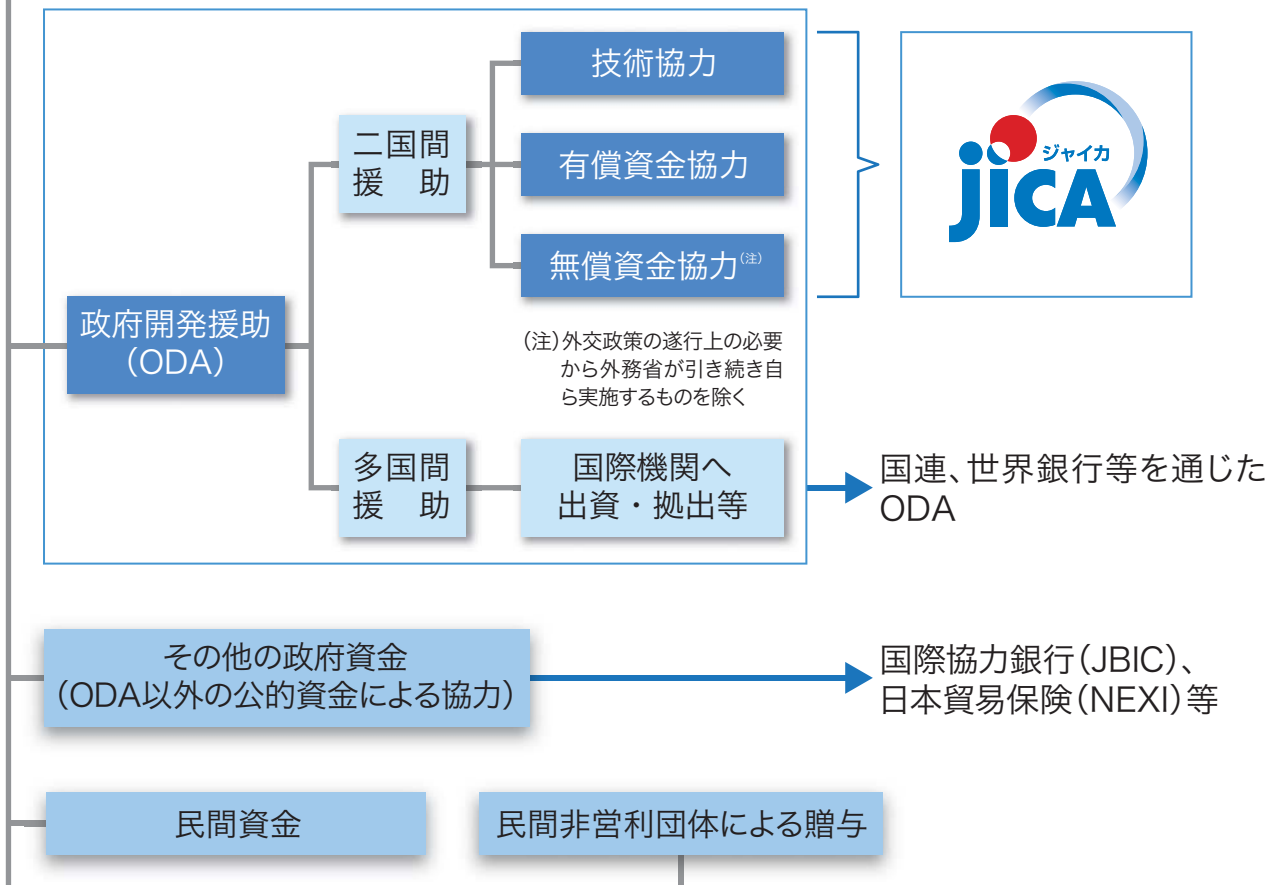 技術協力
二国間
援　助
有償資金協力
無償資金協力(注)
ジャイカ
jICA
政府開発援助
(ODA)
(注)外交政策の遂行上の必要
から外務省が引き続き自
ら実施するものを除く
多国間
援　助
国際機関へ
出資・拠出等
国連、世界銀行等を通じた
ODA
その他の政府資金
(ODA以外の公的資金による協力)
国際協力銀行(JBIC)、
日本貿易保険(NEXI)等
民間資金
民間非営利団体による贈与